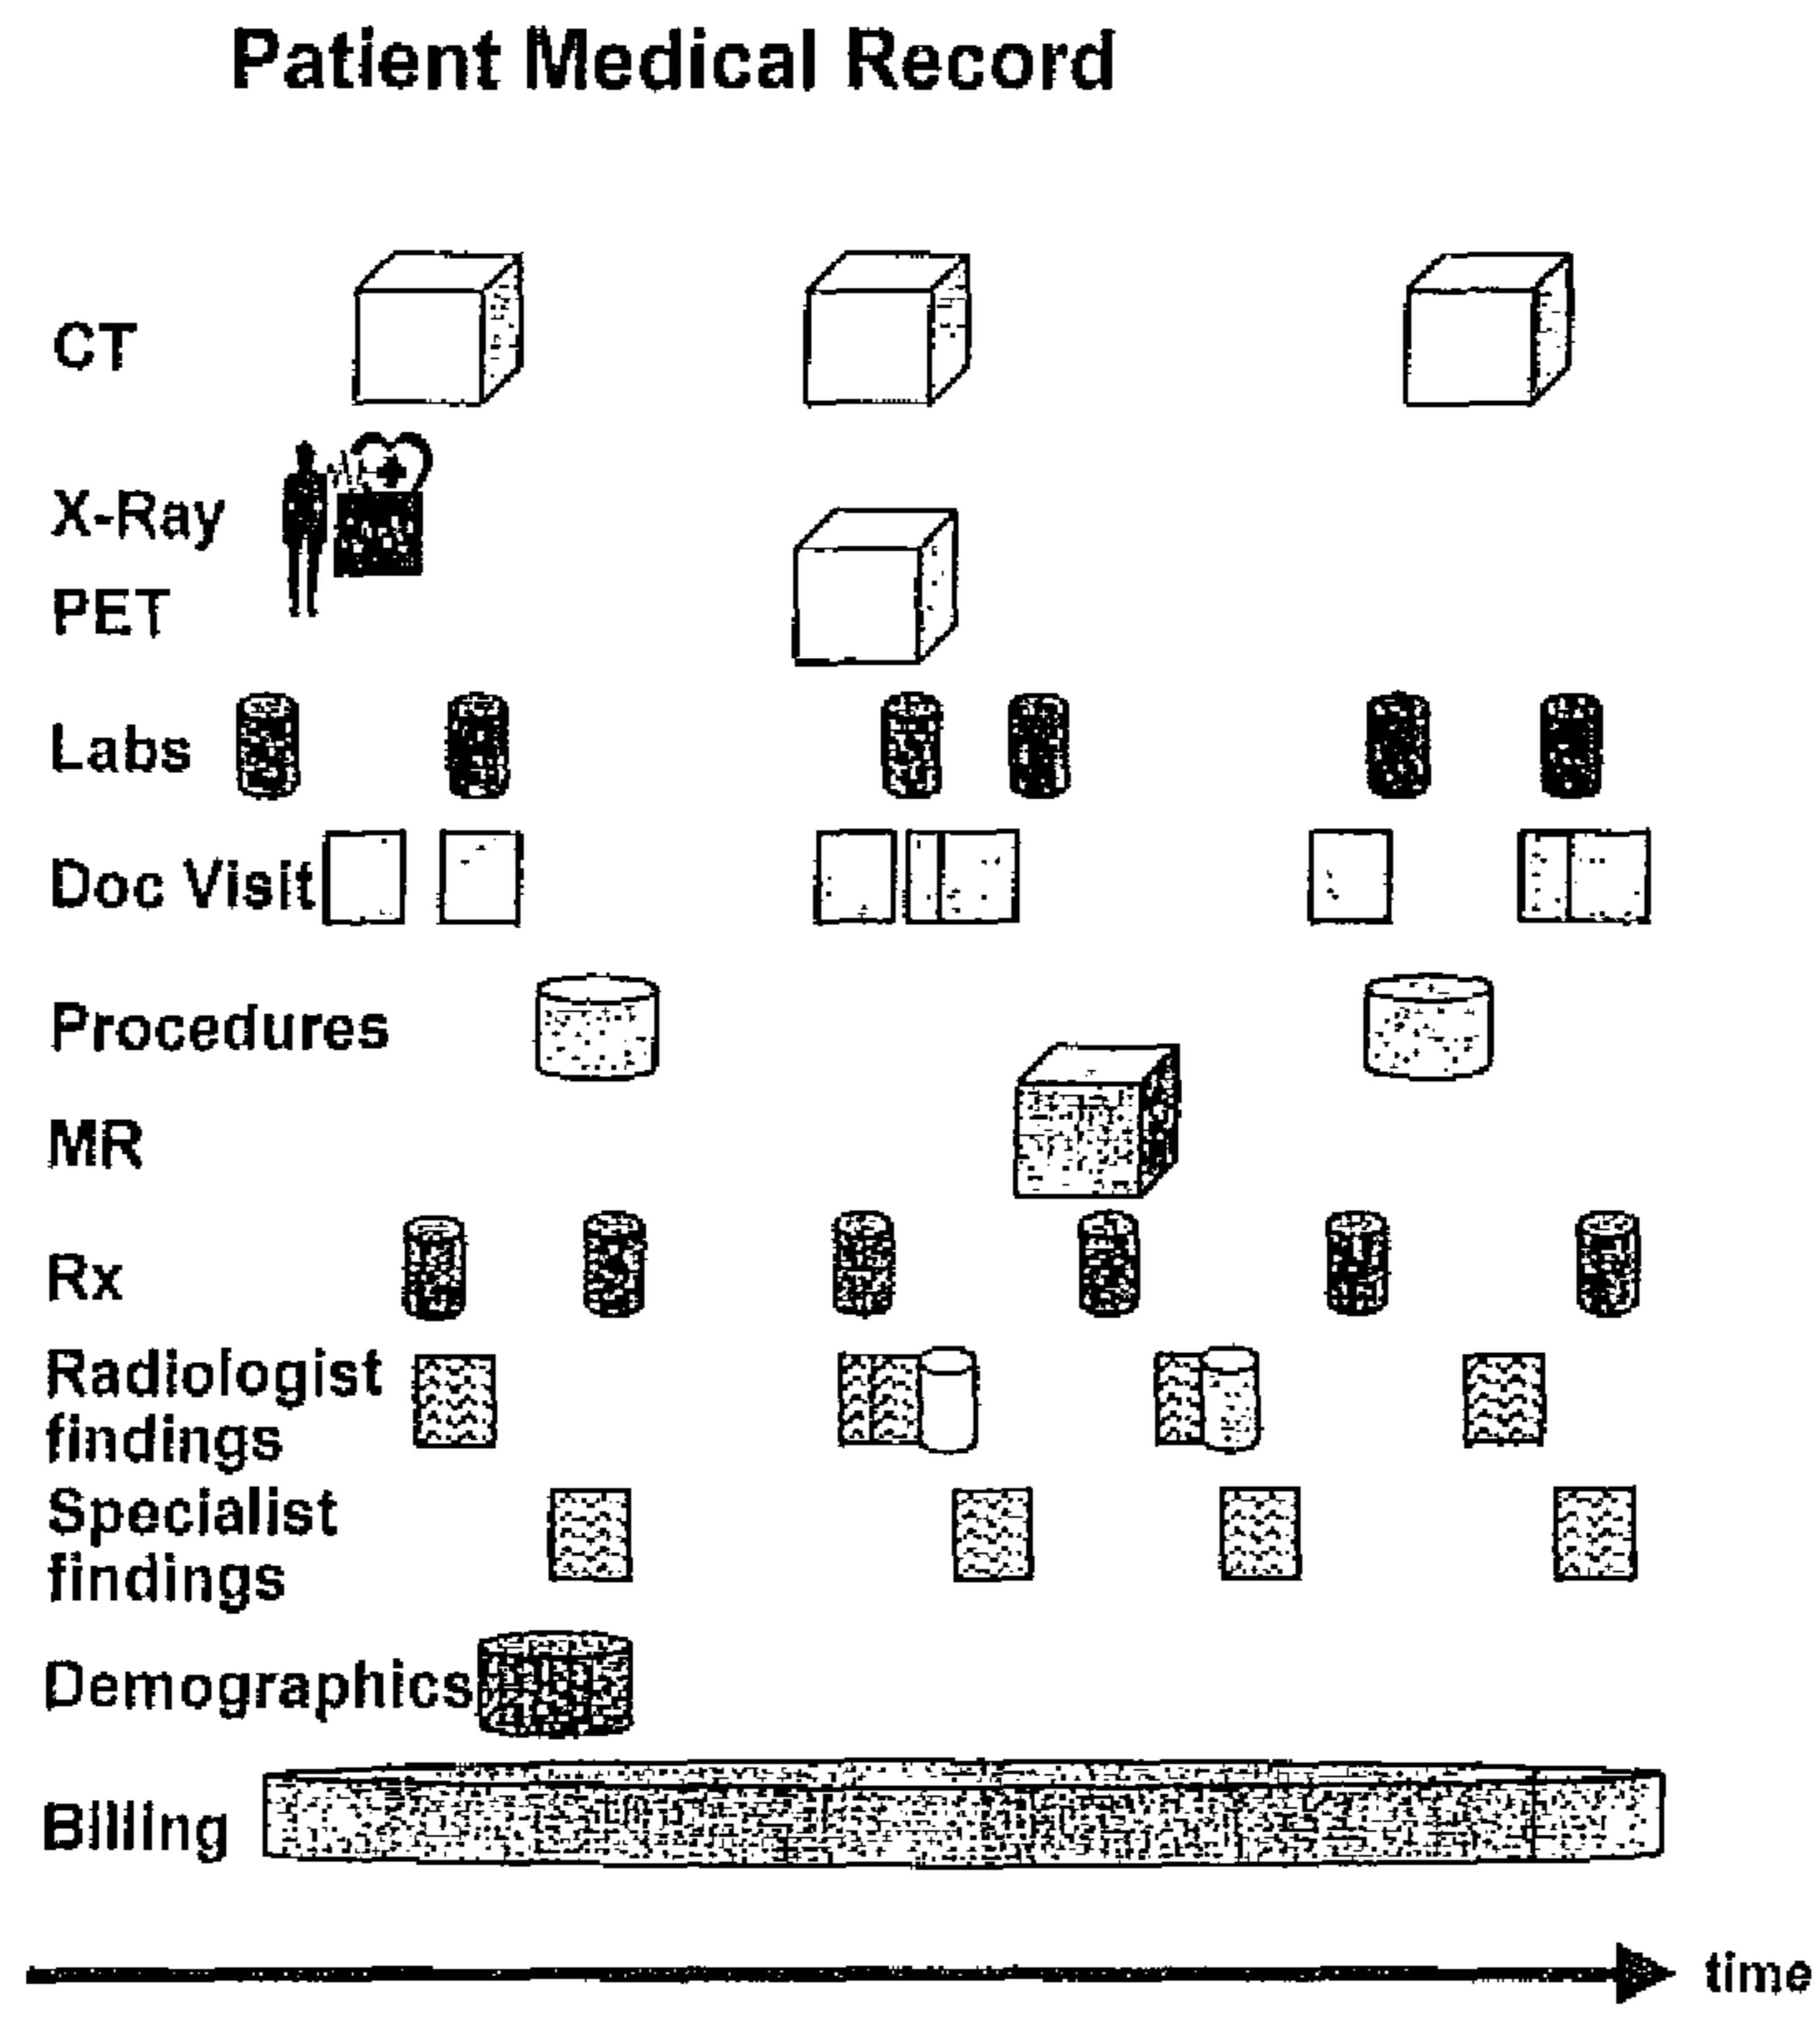 Patient Medical Record
CT
X-Ray
PET
Labs
Doc Visit
Procedures
MR
Rx
Radiologist
findings
Specialist
findings
Demographics
Billing
time